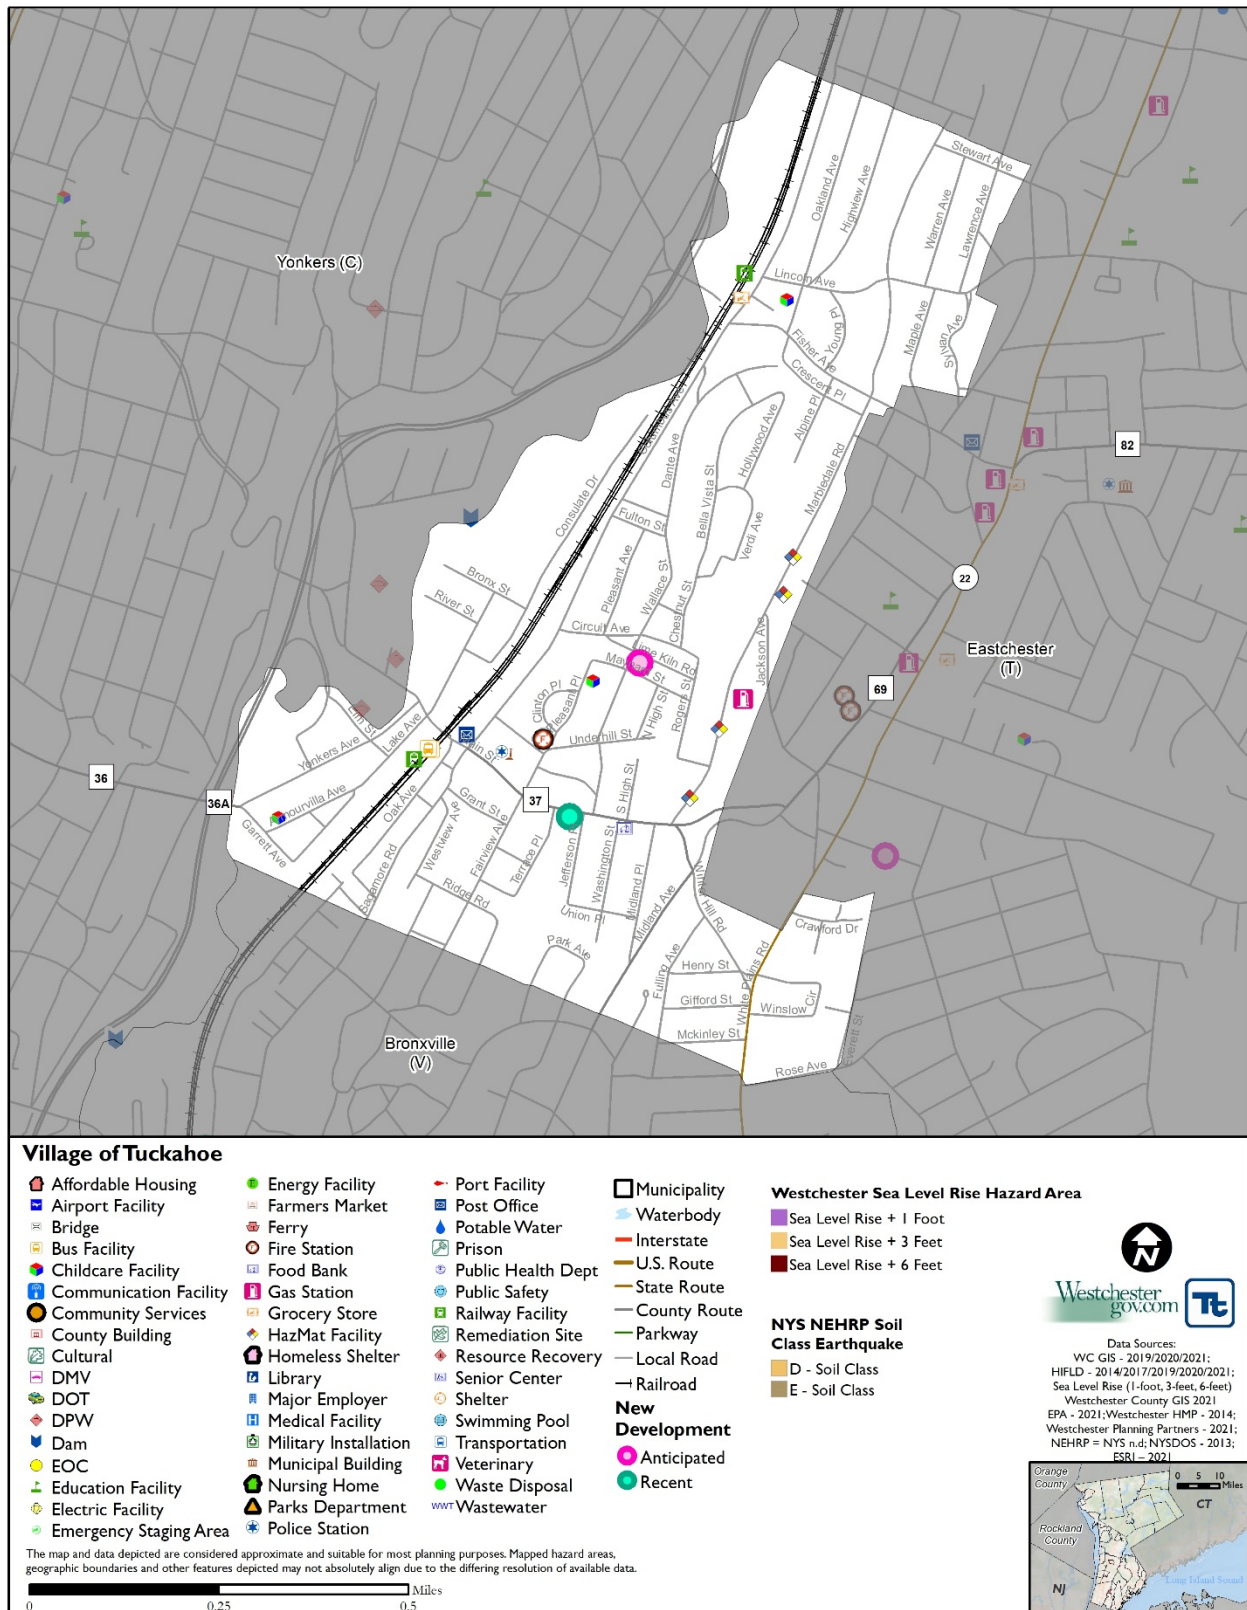 Stewart Ave
Oakland Ave
Highview Ave
Warren Ave
Lawrence Ave
Yonkers (C)
Lincoln Ave
Young Pl
Maple Ave
Sylvan Ave
Fisher Ave
Crescent Pl
Alpine Pl
Hollywood Ave
Dante Ave
Bella Vista St
Marbledale Rd
82
Consulate Dr
Fulton St
Verdi Ave
Bronx St
River St
Pleasant Ave
Wallace St
Chestnut St
22
Circuit Ave
Lime Kiln Rd
Jackson Ave
Eastchester
(T)
Clinton Pl
Pleasant Pl
N High St
Rogers St
69
Elm St
Lake Ave
Yonkers Ave
Underhill St
36
36A
37
S High St
Garrett Ave
Oak Ave
Grant St
Westview Ave
Fairview Ave
Terrace Pl
Washington St
Sagamore Rd
Ridge Rd
Union Pl
Midland Pl
Midland Ave
Park Ave
Crawford Dr
Fulling Ave
Henry St
White Plains Rd
Gifford St
Winslow Cir
Mckinley St
Everett St
Rose Ave
Bronxville
(V)
Village of Tuckahoe
Affordable Housing
Airport Facility
Bridge
Bus Facility
Childcare Facility
Communication Facility
Community Services
County Building
Cultural
DMV
DOT
DPW
Dam
EOC
Education Facility
Electric Facility
Emergency Staging Area
Energy Facility
Farmers Market
Ferry
Fire Station
Food Bank
Gas Station
Grocery Store
HazMat Facility
Homeless Shelter
Library
Major Employer
Medical Facility
Military Installation
Municipal Building
Nursing Home
Parks Department
Police Station
Port Facility
Post Office
Potable Water
Prison
Public Health Dept
Public Safety
Railway Facility
Remediation Site
Resource Recovery
Senior Center
Shelter
Swimming Pool
Transportation
Veterinary
Waste Disposal
WWT Wastewater
Municipality
Waterbody
Interstate
U.S. Route
State Route
County Route
Parkway
Local Road
Railroad
New
Development
Anticipated
Recent
Westchester Sea Level Rise Hazard Area
Sea Level Rise + 1 Foot
Sea Level Rise + 3 Feet
Sea Level Rise + 6 Feet
NYS NEHRP Soil
Class Earthquake
D - Soil Class
E - Soil Class
N
Westchester
gov.com
Tt
Data Sources:
WC GIS - 2019/2020/2021;
HIFLD - 2014/2017/2019/2020/2021;
Sea Level Rise (1-foot, 3-feet, 6-feet)
Westchester County GIS 2021
EPA - 2021; Westchester HMP - 2014;
Westchester Planning Partners - 2021;
NEHRP = NYS n.d; NYSDOS - 2013;
ESRI – 2021
Orange
County
0 5 10
Miles
CT
Rockland
County
NJ
Long Island Sound
The map and data depicted are considered approximate and suitable for most planning purposes. Mapped hazard areas,
geographic boundaries and other features depicted may not absolutely align due to the differing resolution of available data.
Miles
0 0.25 0.5